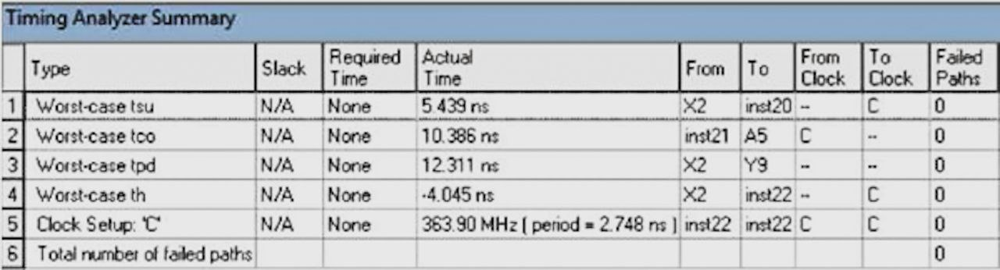 Timing Analyzer Summary
Type Slack Required Time Actual Time From To From Clock To Clock Failed Paths
1 Worst-case tsu N/A None 5.439 ns X2 inst20 -- C 0
2 Worst-case tco N/A None 10.386 ns inst21 A5 C -- 0
3 Worst-case tpd N/A None 12.311 ns X2 Y9 -- -- 0
4 Worst-case th N/A None -4.045 ns X2 inst22 -- C 0
5 Clock Setup: 'C' N/A None 363.90 MHz ( period = 2.748 ns ) inst22 inst22 C C 0
6 Total number of failed paths 0